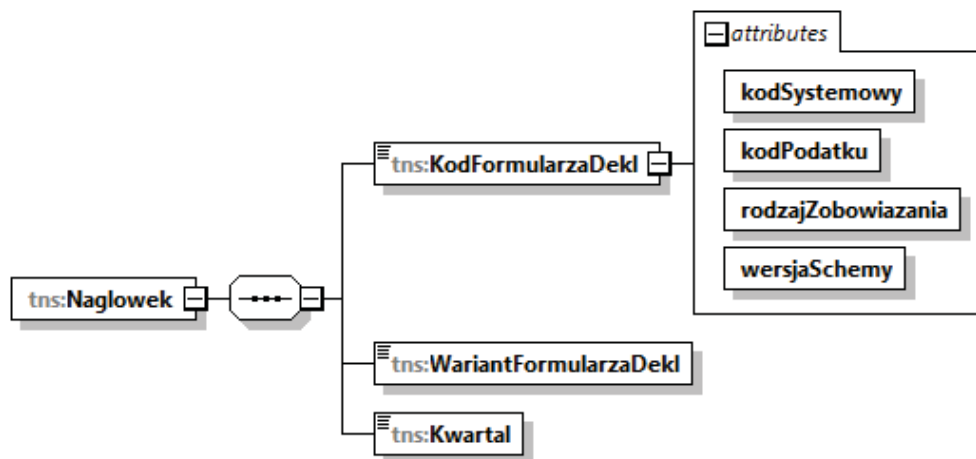 attributes
kodSystemowy
tns:KodFormularzaDekl
kodPodatku
rodzajZobowiazania
wersjaSchemy
tns:Naglowek
tns:WariantFormularzaDekl
tns:Kwartal